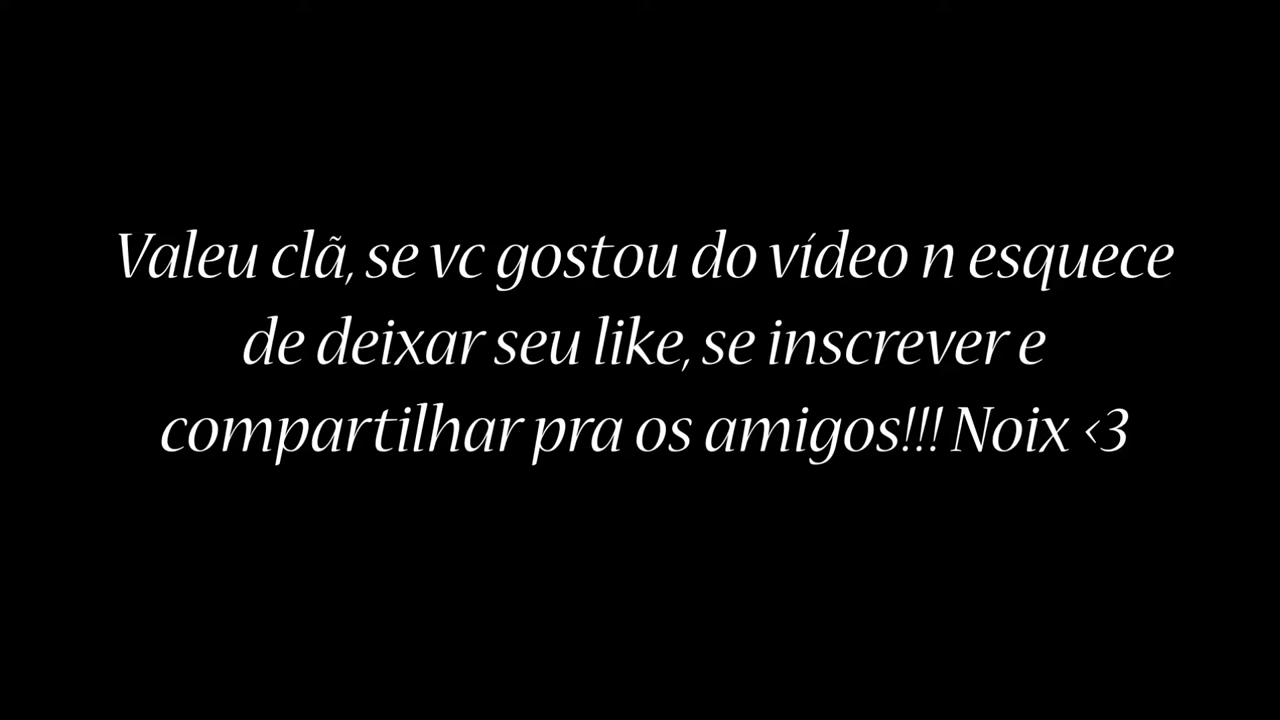 Valeu clã, se vc gostou do vídeo n esquece
de deixar seu like, se inscrever e
compartilhar pra os amigos!!! Noix <3